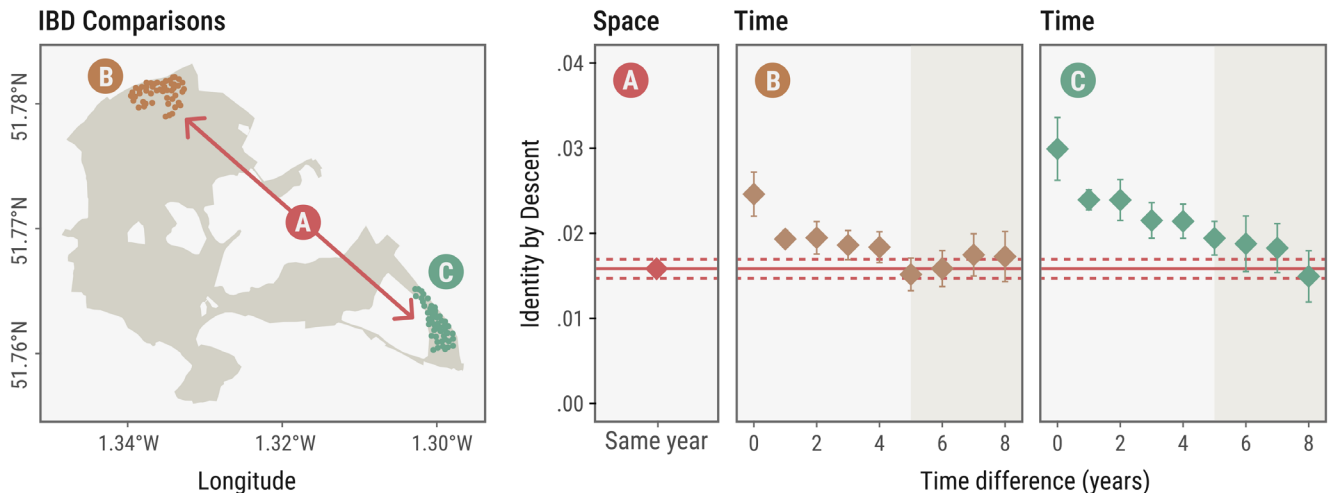 IBD Comparisons
B
A
C
51.78°N
51.77°N
51.76°N
1.34°W
1.32°W
1.30°W
Longitude
Space
Time
Time
A
B
C
Identity by Descent
.04
.03
.02
.01
.00
Same year
0
2
4
6
8
0
2
4
6
8
Time difference (years)